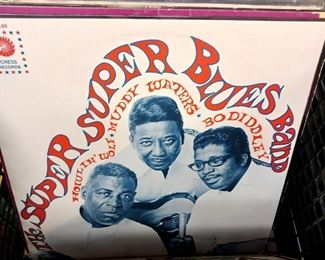 CHESS
RECORDS
The SUPER SUPER BLUES BAND
HOWLIN' WOLF · MUDDY WATERS · BO DIDDLEY